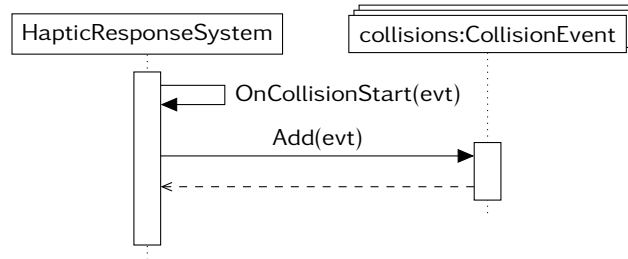 HapticResponseSystem
collisions:CollisionEvent
OnCollisionStart(evt)
Add(evt)